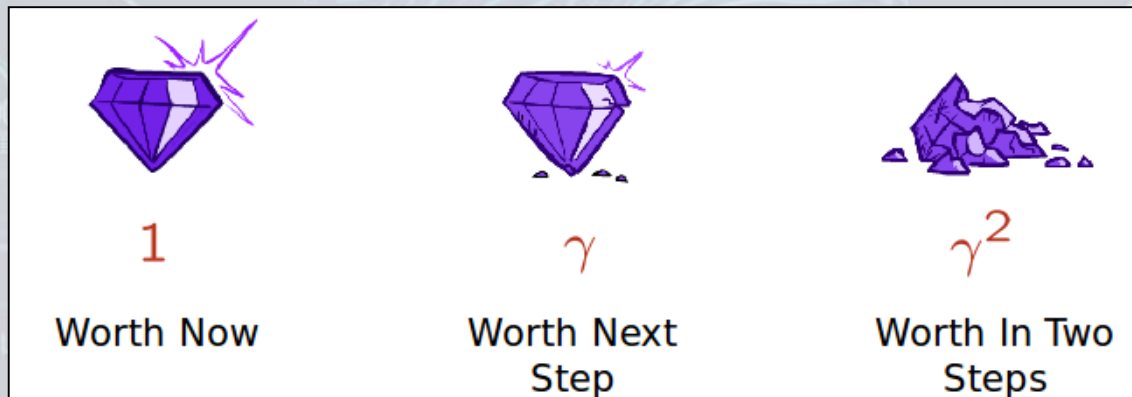 1
γ
γ²
Worth Now
Worth Next
Step
Worth In Two
Steps